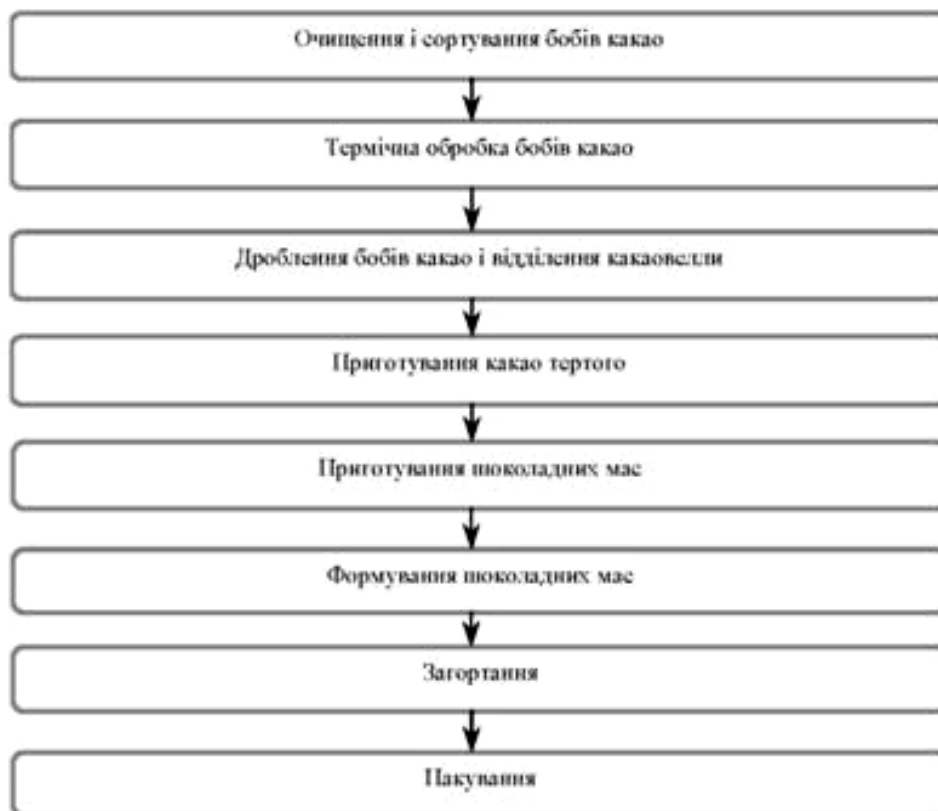 Очищення і сортування бобів какао
Термічна обробка бобів какао
Дроблення бобів какао і відділення какаовелли
Приготування какао тертого
Приготування шоколадних мас
Формування шоколадних мас
Загортання
Пакування